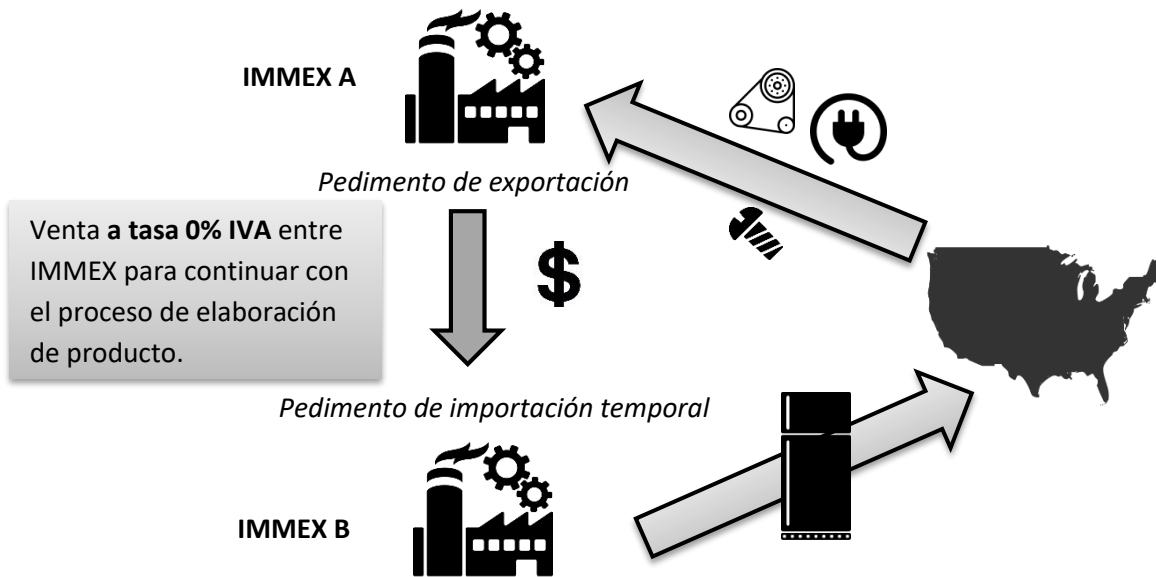 IMMEX A
Pedimento de exportación
Venta a tasa 0% IVA entre
IMMEX para continuar con
el proceso de elaboración
de producto.
$
Pedimento de importación temporal
IMMEX B